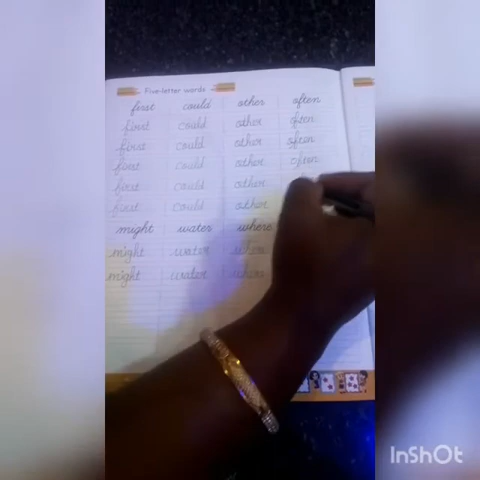 Five-letter words
first could other often
first could other often
first could other often
first could other often
first could other
first could other
might water where
might water where
might water where
InShOt